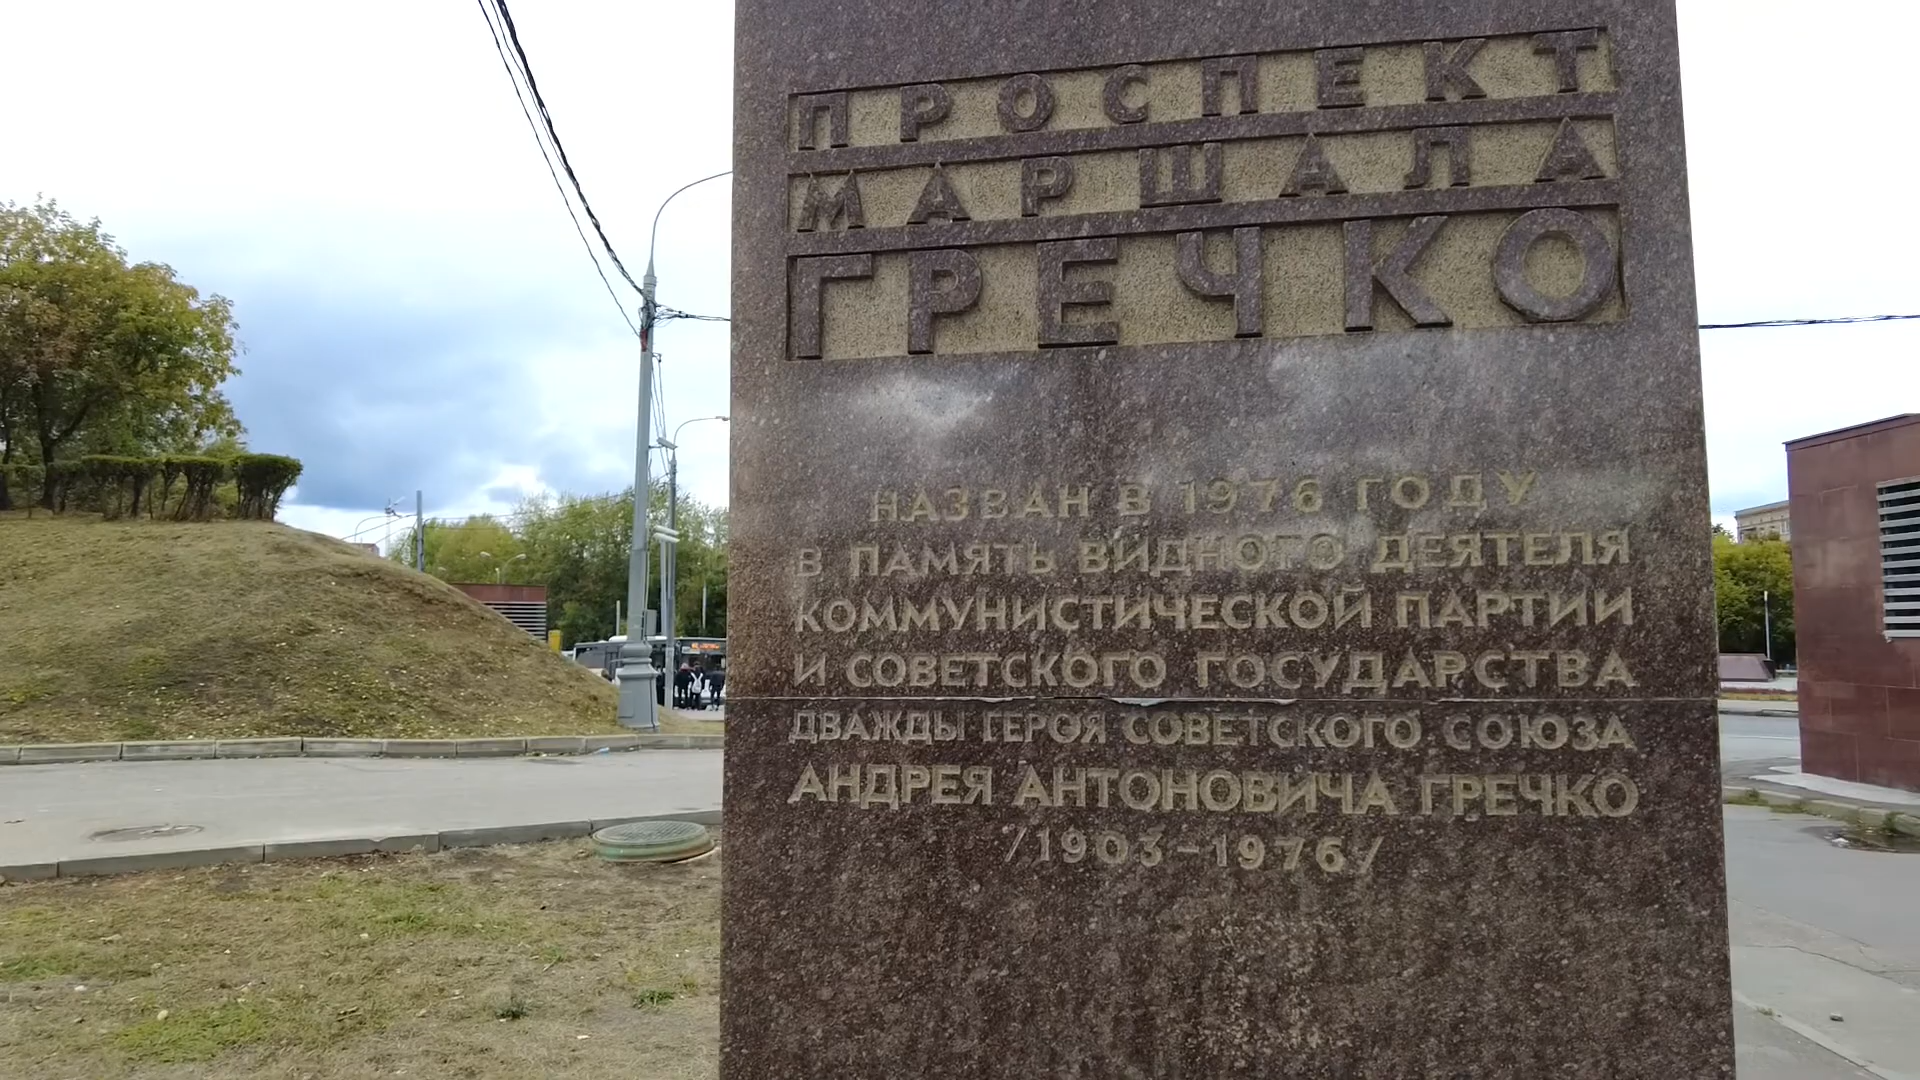 ПРОСПЕКТ
МАРШАЛА
ГРЕЧКО
НАЗВАН В 1976 ГОДУ
В ПАМЯТЬ ВИДНОГО ДЕЯТЕЛЯ
КОММУНИСТИЧЕСКОЙ ПАРТИИ
И СОВЕТСКОГО ГОСУДАРСТВА
ДВАЖДЫ ГЕРОЯ СОВЕТСКОГО СОЮЗА
АНДРЕЯ АНТОНОВИЧА ГРЕЧКО
/1903-1976/